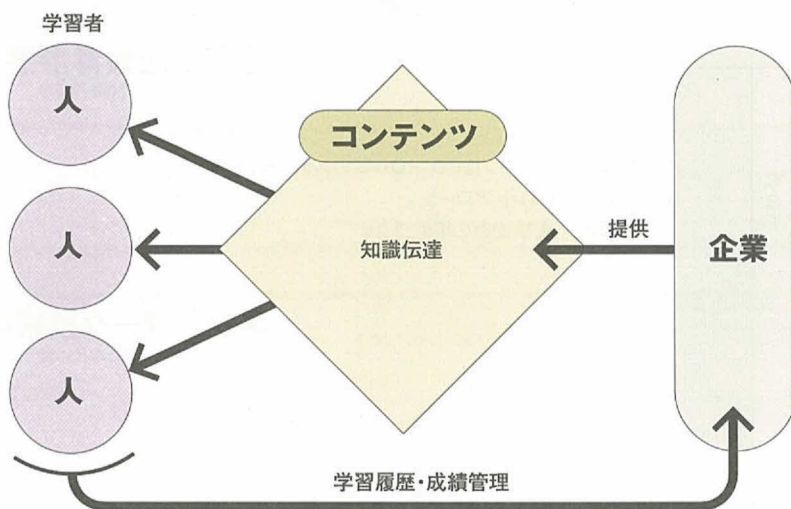 学習者
人
コンテンツ
人
知識伝達
提供
企業
人
学習履歴・成績管理